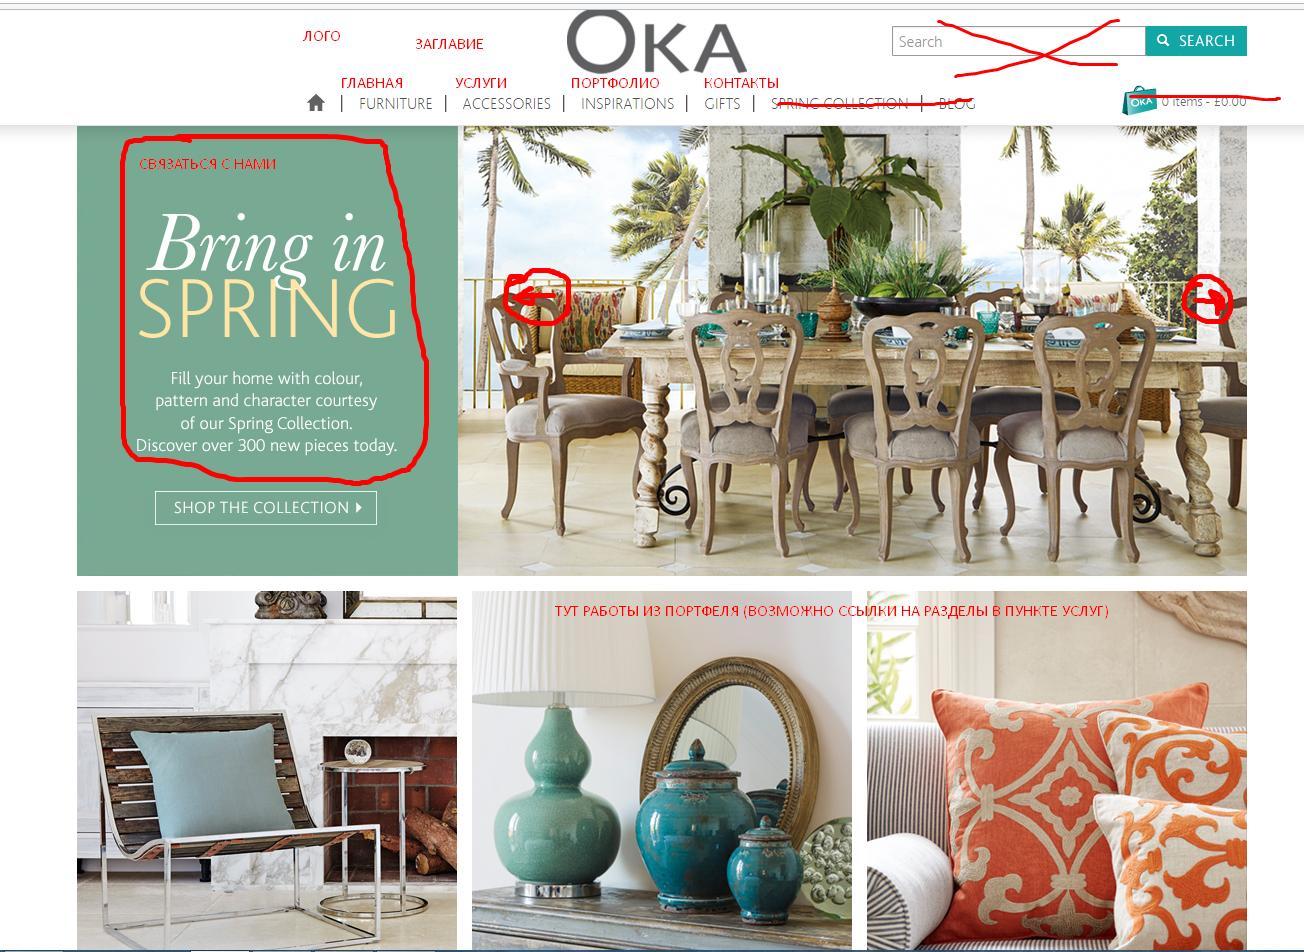 ЛОГО
ЗАГЛАВИЕ
OKA
Search
SEARCH
ГЛАВНАЯ УСЛУГИ ПОРТФОЛИО КОНТАКТЫ
| FURNITURE | ACCESSORIES | INSPIRATIONS | GIFTS | SPRING COLLECTION | BLOG
OKA 0 items - £0.00
СВЯЗАТЬСЯ С НАМИ
Bring in
SPRING
Fill your home with colour,
pattern and character courtesy
of our Spring Collection.
Discover over 300 new pieces today.
SHOP THE COLLECTION
ТУТ РАБОТЫ ИЗ ПОРТФЕЛЯ (ВОЗМОЖНО ССЫЛКИ НА РАЗДЕЛЫ В ПУНКТЕ УСЛУГ)